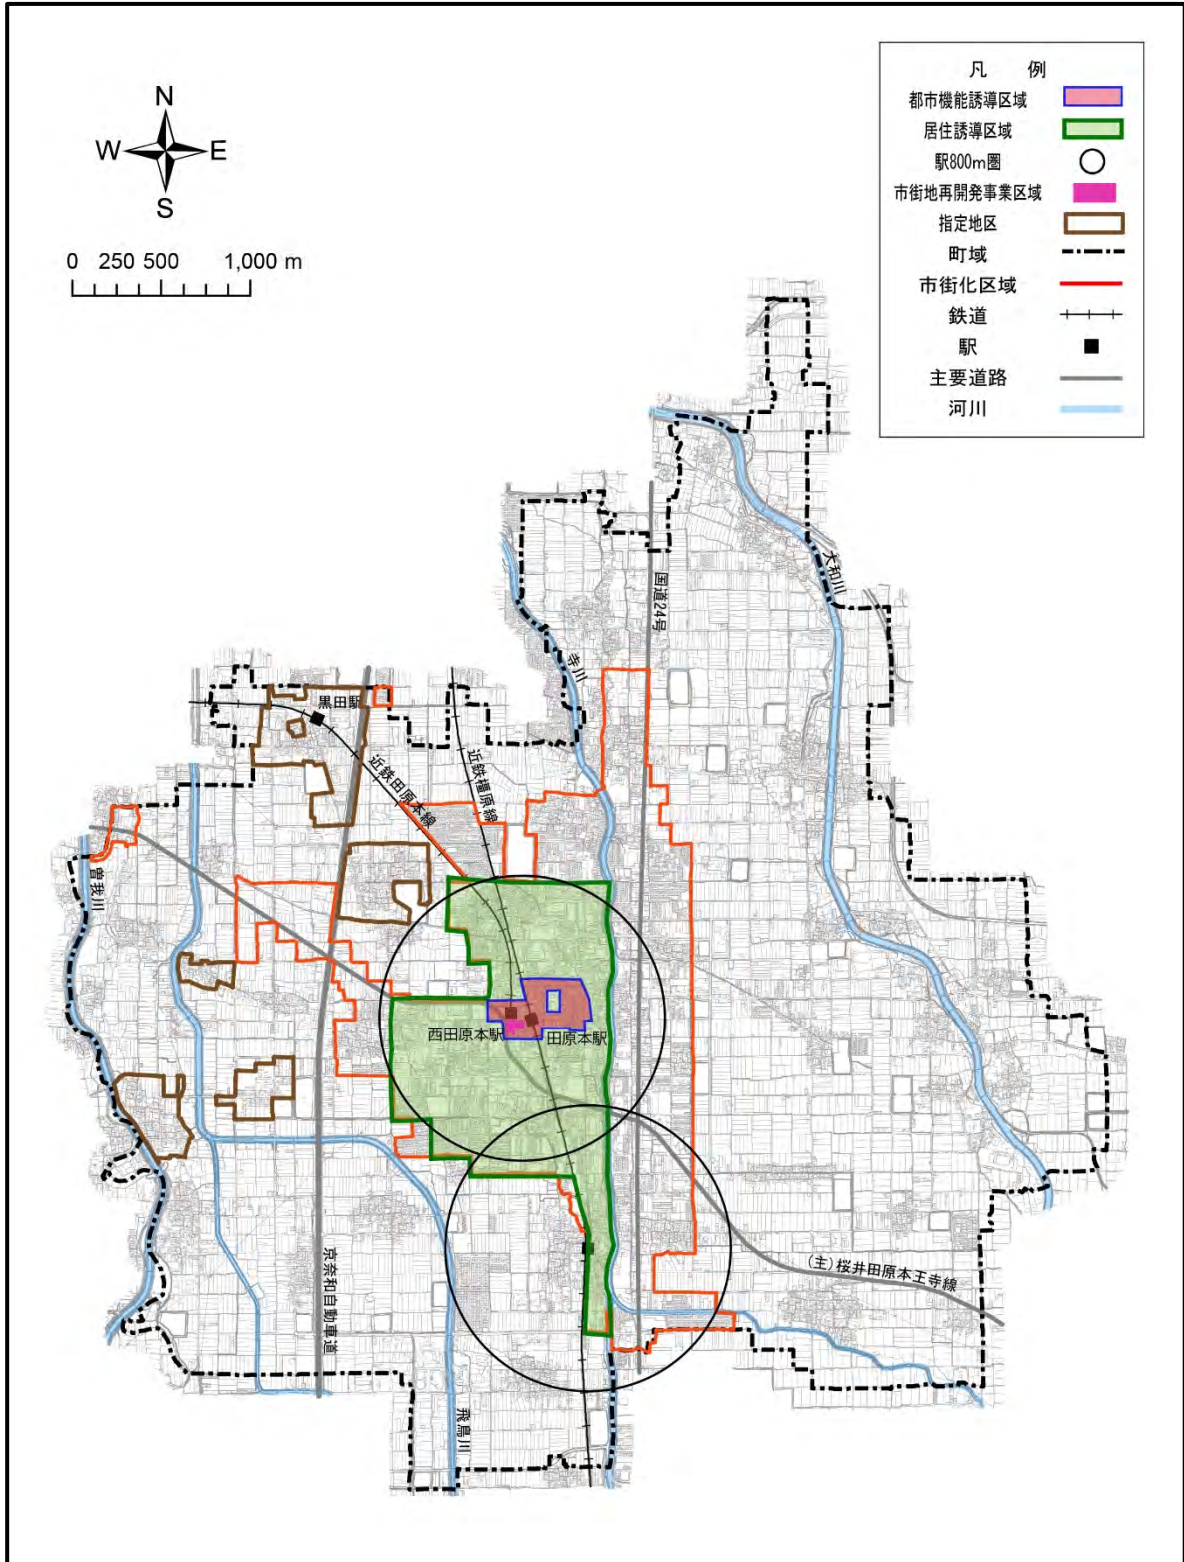 凡 例
都市機能誘導区域
居住誘導区域
駅800m圏
市街地再開発事業区域
指定地区
町域
市街化区域
鉄道
駅
主要道路
河川
N
W E
S
0 250 500 1,000 m
大和川
国道24号
寺川
黒田駅
近鉄橿原線
近鉄田原本線
曽我川
西田原本駅
田原本駅
(主)桜井田原本王寺線
京奈和自動車道
飛鳥川